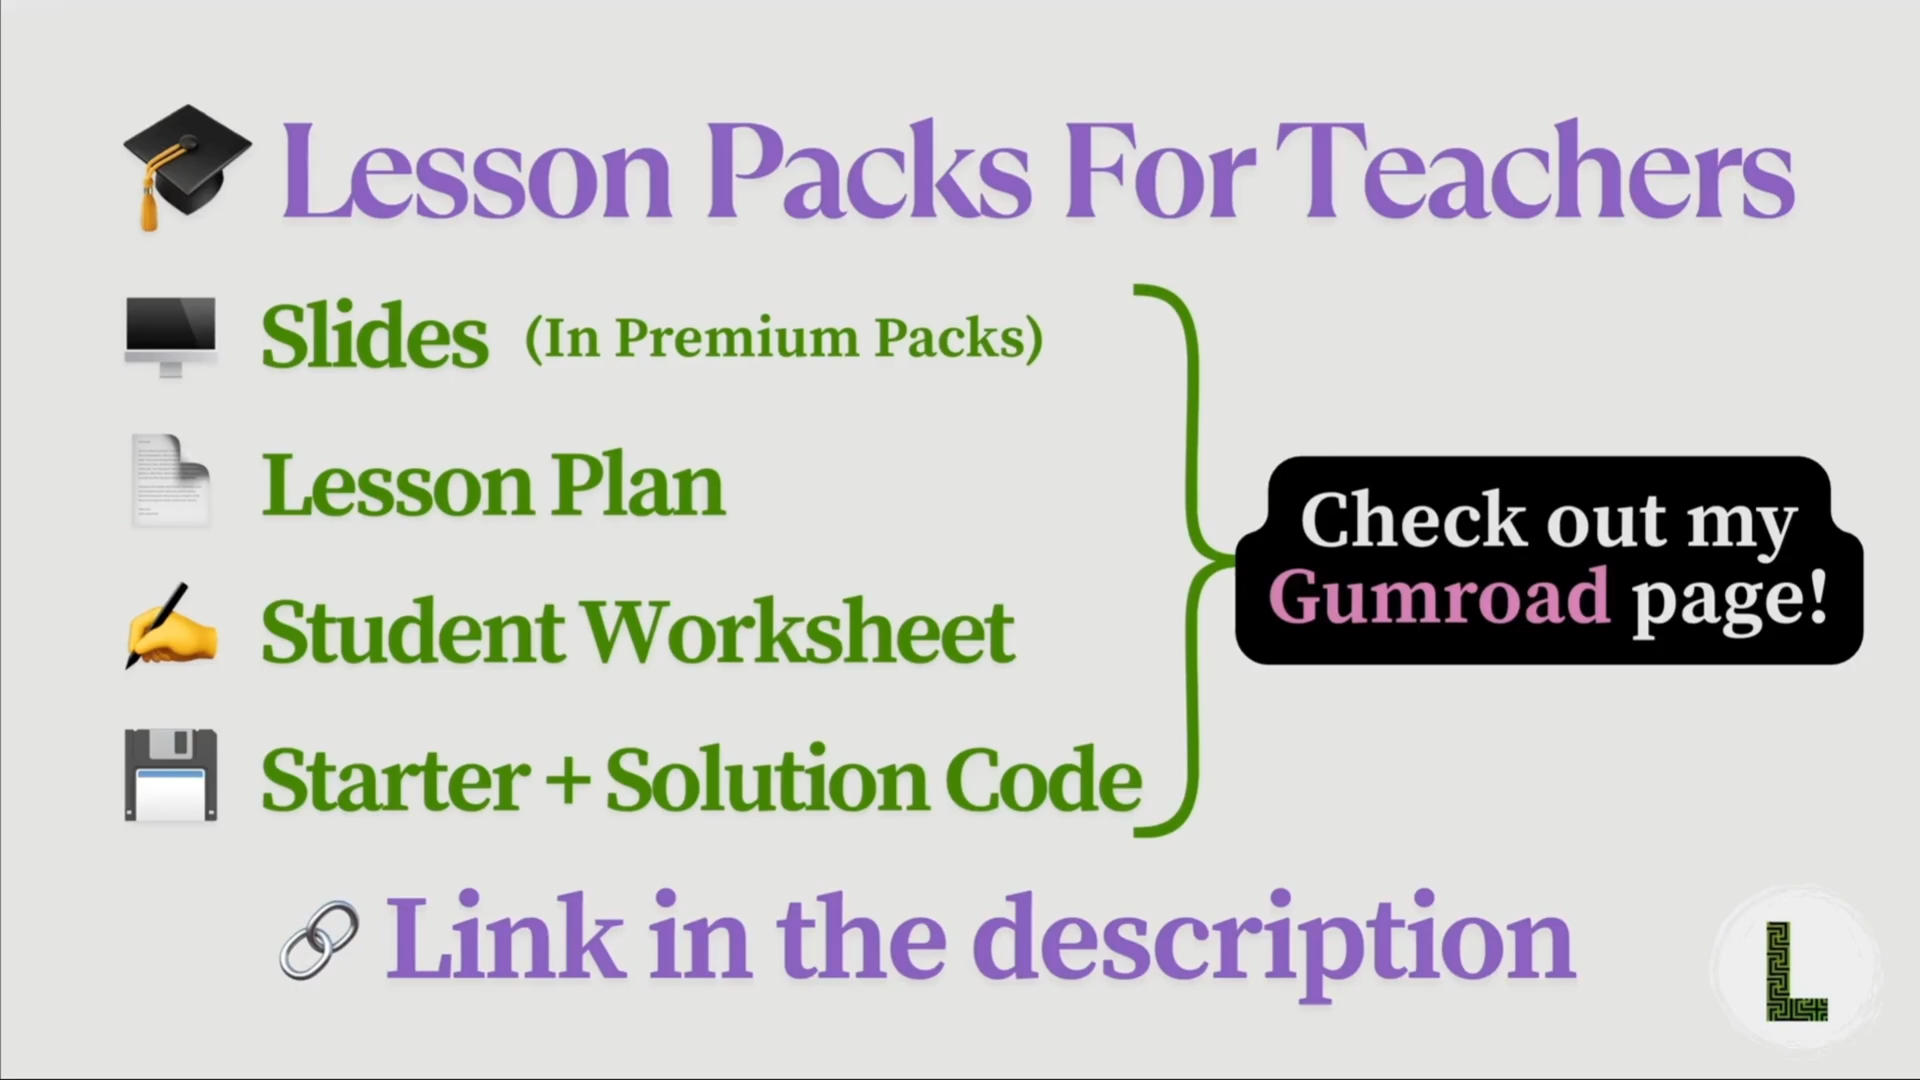 Lesson Packs For Teachers
Slides (In Premium Packs)
Lesson Plan
Student Worksheet
Starter + Solution Code
Check out my
Gumroad page!
Link in the description
L